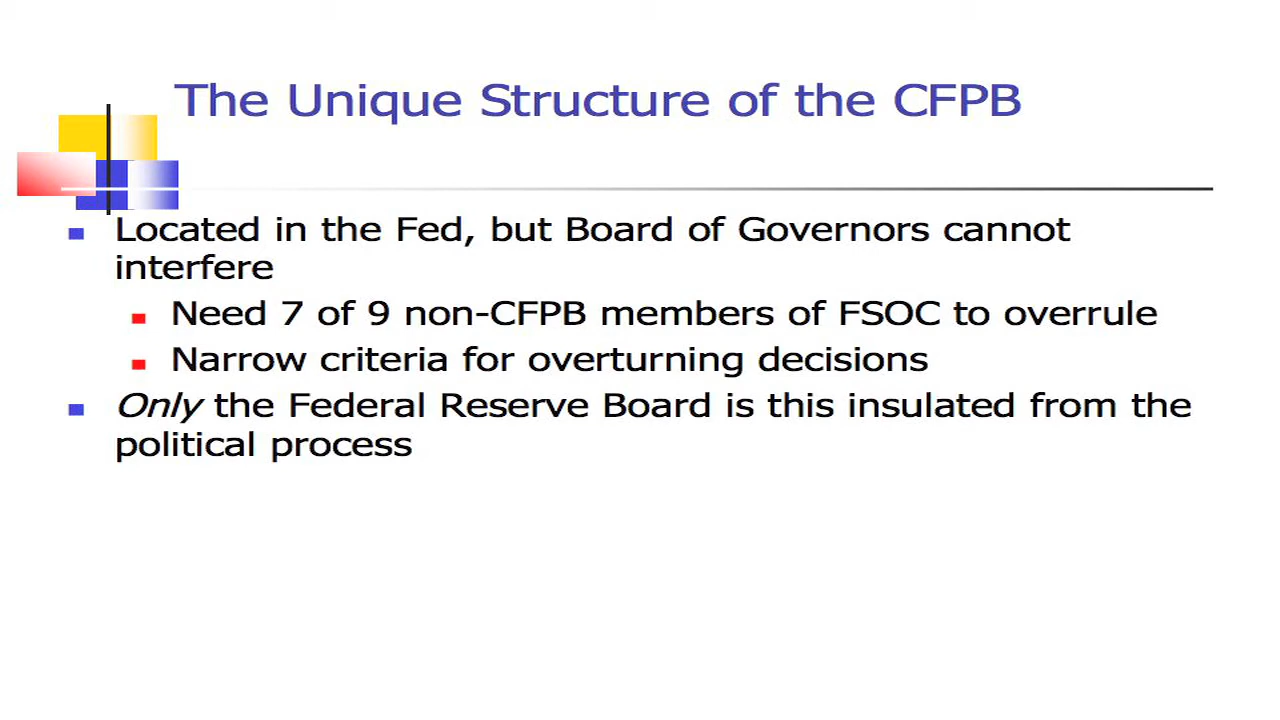 The Unique Structure of the CFPB
Located in the Fed, but Board of Governors cannot
interfere
Need 7 of 9 non-CFPB members of FSOC to overrule
Narrow criteria for overturning decisions
Only the Federal Reserve Board is this insulated from the
political process